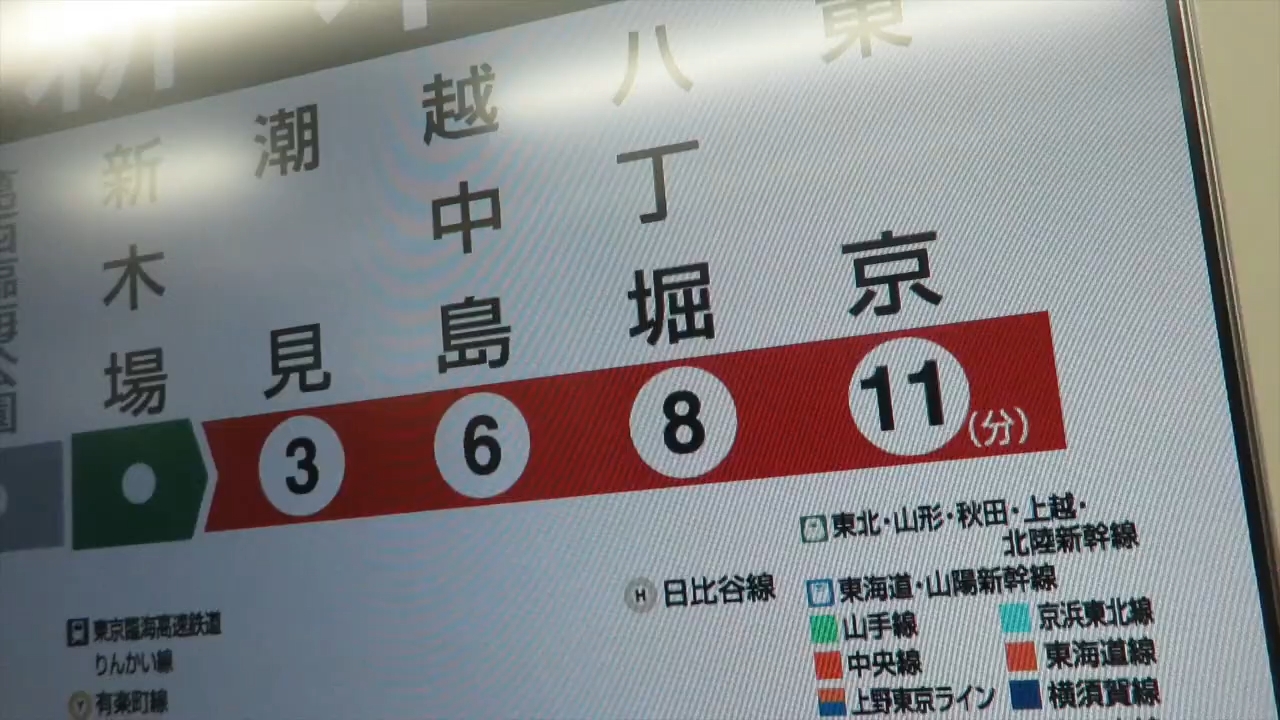 新木場
潮見
越中島
八丁堀
東京
3
6
8
11
(分)
東京臨海高速鉄道
りんかい線
有楽町線
H 日比谷線
東北・山形・秋田・上越・
北陸新幹線
東海道・山陽新幹線
山手線
京浜東北線
中央線
東海道線
上野東京ライン
横須賀線